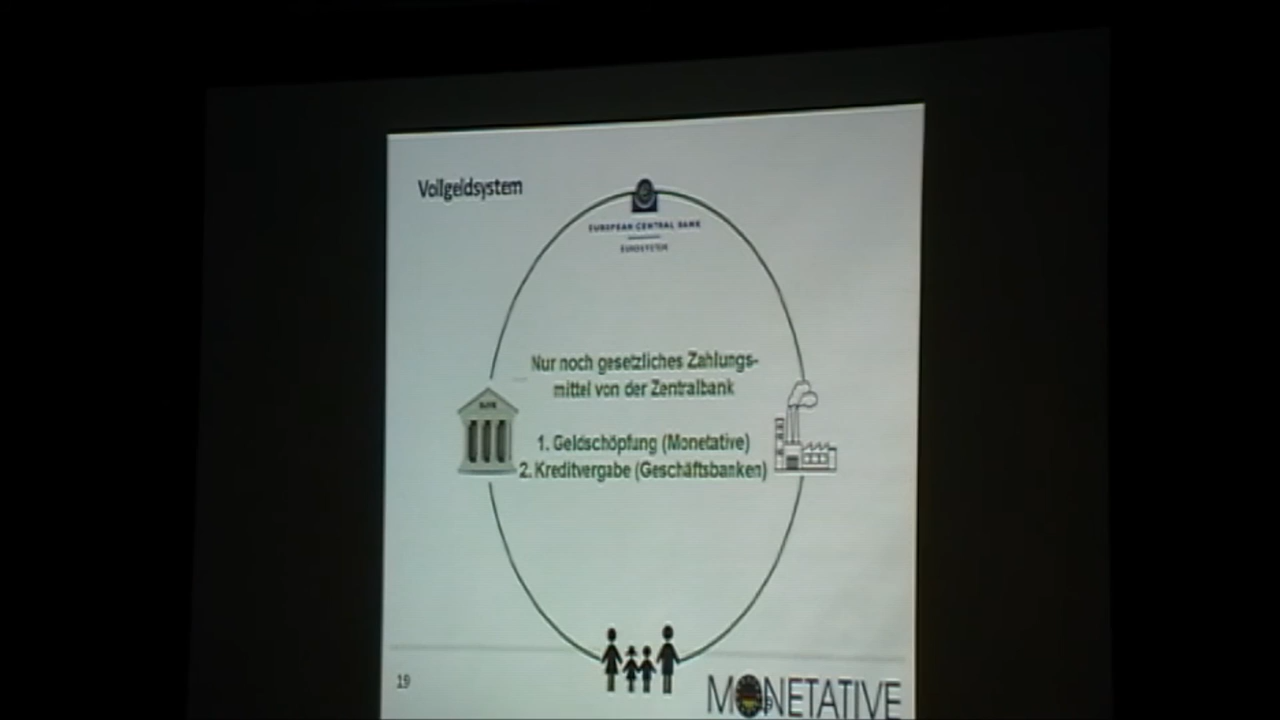 Vollgeldsystem
EUROPEAN CENTRAL BANK
EUROSYSTEM
Nur noch gesetzliches Zahlungs-
mittel von der Zentralbank
1. Geldschöpfung (Monetative)
2. Kreditvergabe (Geschäftsbanken)
19
MONETATIVE